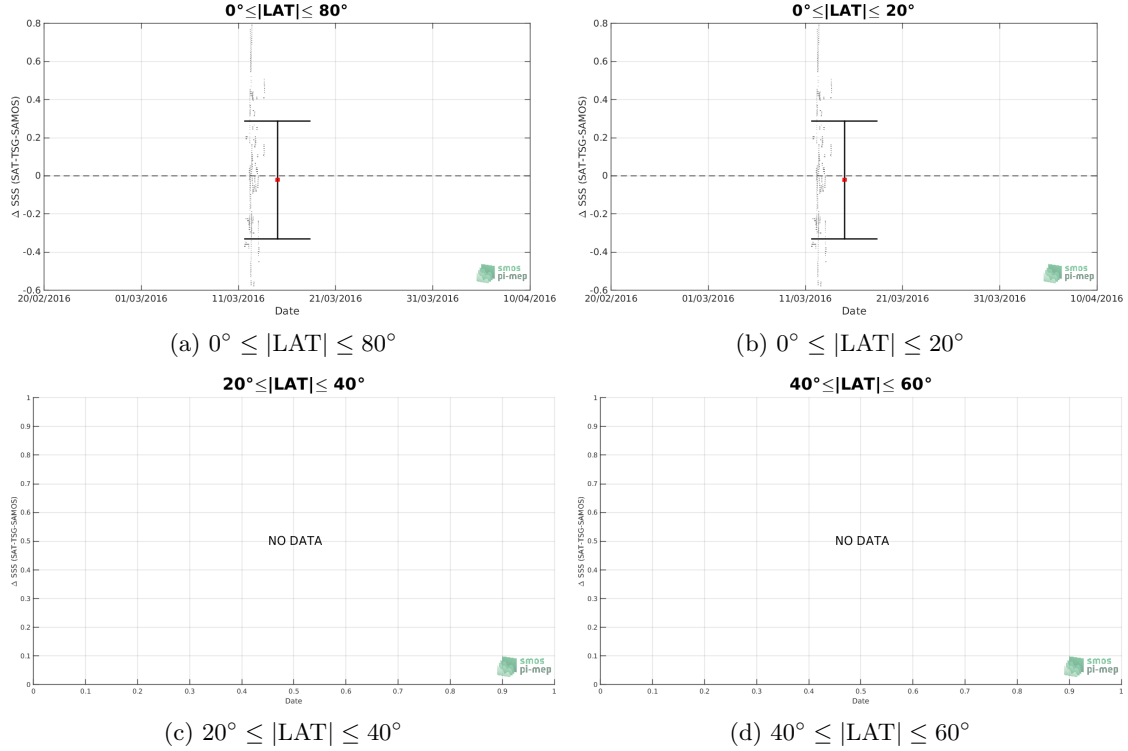 0°≤|LAT|≤ 80°
0.8
0.6
0.4
0.2
0
-0.2
-0.4
-0.6
Δ SSS (SAT-TSG-SAMOS)
20/02/2016 01/03/2016 11/03/2016 21/03/2016 31/03/2016 10/04/2016
Date
smos
pi-mep
(a) 0° ≤ |LAT| ≤ 80°
0°≤|LAT|≤ 20°
0.8
0.6
0.4
0.2
0
-0.2
-0.4
-0.6
Δ SSS (SAT-TSG-SAMOS)
20/02/2016 01/03/2016 11/03/2016 21/03/2016 31/03/2016 10/04/2016
Date
smos
pi-mep
(b) 0° ≤ |LAT| ≤ 20°
20°≤|LAT|≤ 40°
1
0.9
0.8
0.7
0.6
0.5
0.4
0.3
0.2
0.1
0
Δ SSS (SAT-TSG-SAMOS)
NO DATA
0 0.1 0.2 0.3 0.4 0.5 0.6 0.7 0.8 0.9 1
Date
smos
pi-mep
(c) 20° ≤ |LAT| ≤ 40°
40°≤|LAT|≤ 60°
1
0.9
0.8
0.7
0.6
0.5
0.4
0.3
0.2
0.1
0
Δ SSS (SAT-TSG-SAMOS)
NO DATA
0 0.1 0.2 0.3 0.4 0.5 0.6 0.7 0.8 0.9 1
Date
smos
pi-mep
(d) 40° ≤ |LAT| ≤ 60°